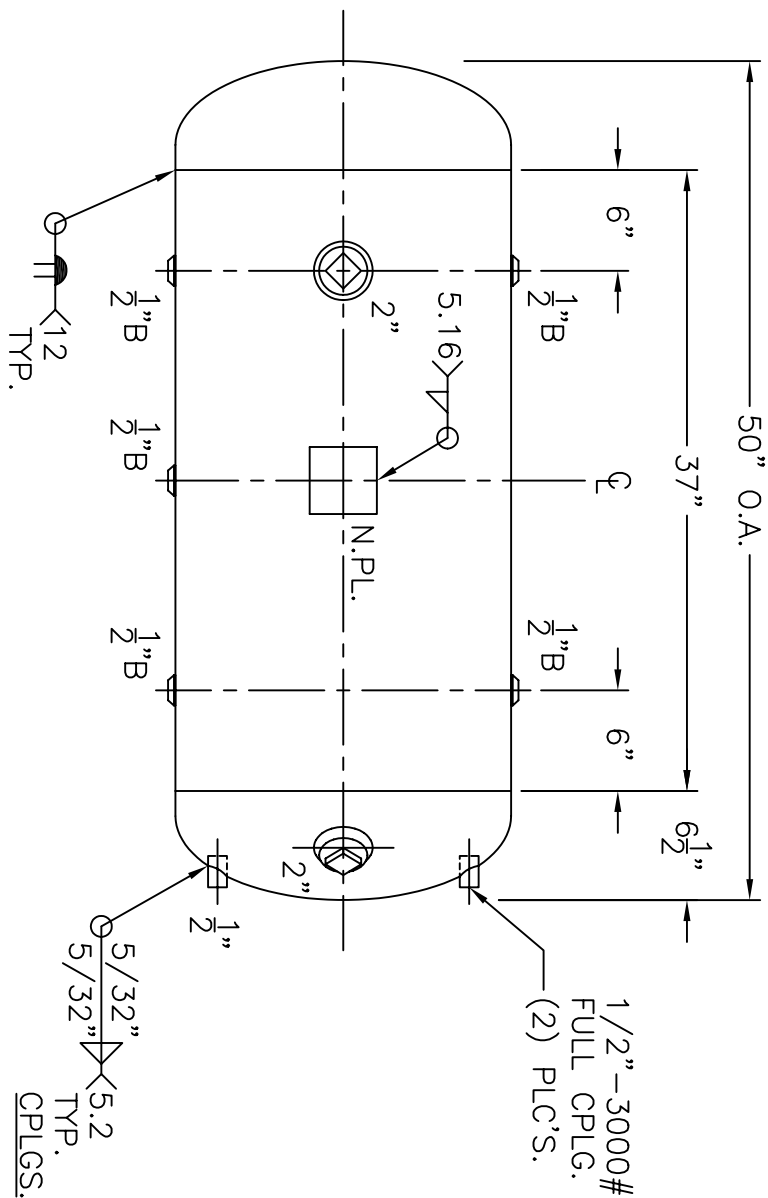 50” O.A.
37”
6”
6”
6 1/2”
C L
1/2”B
1/2”B
2”
5.16
N.PL.
1/2”B
1/2”B
1/2”B
12
TYP.
2”
1/2”
1/2”-3000#
FULL CPLG.
(2) PLC'S.
5/32”
5/32”
5.2
TYP.
CPLGS.